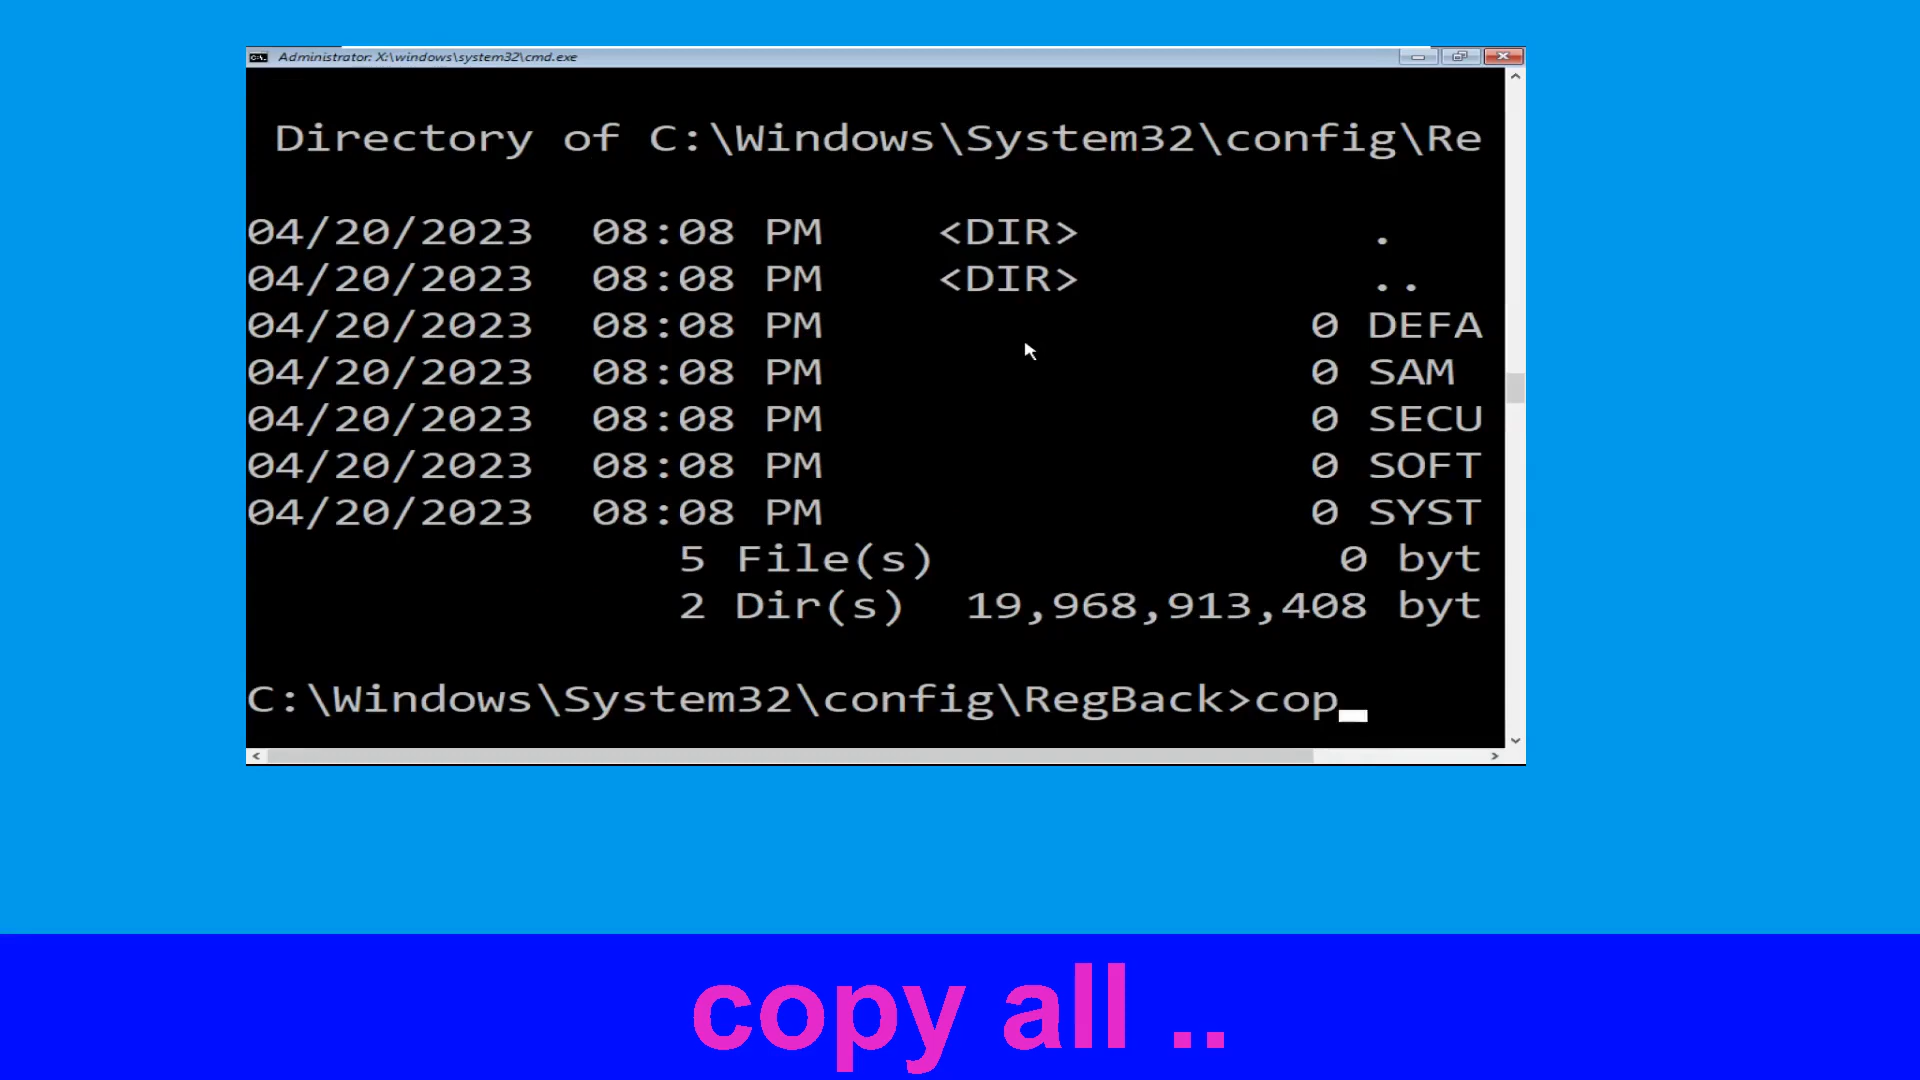 Administrator: X:\windows\system32\cmd.exe
Directory of C:\Windows\System32\config\Re
04/20/2023 08:08 PM <DIR> .
04/20/2023 08:08 PM <DIR> ..
04/20/2023 08:08 PM 0 DEFA
04/20/2023 08:08 PM 0 SAM
04/20/2023 08:08 PM 0 SECU
04/20/2023 08:08 PM 0 SOFT
04/20/2023 08:08 PM 0 SYST
5 File(s) 0 byt
2 Dir(s) 19,968,913,408 byt
C:\Windows\System32\config\RegBack>cop_
copy all ..